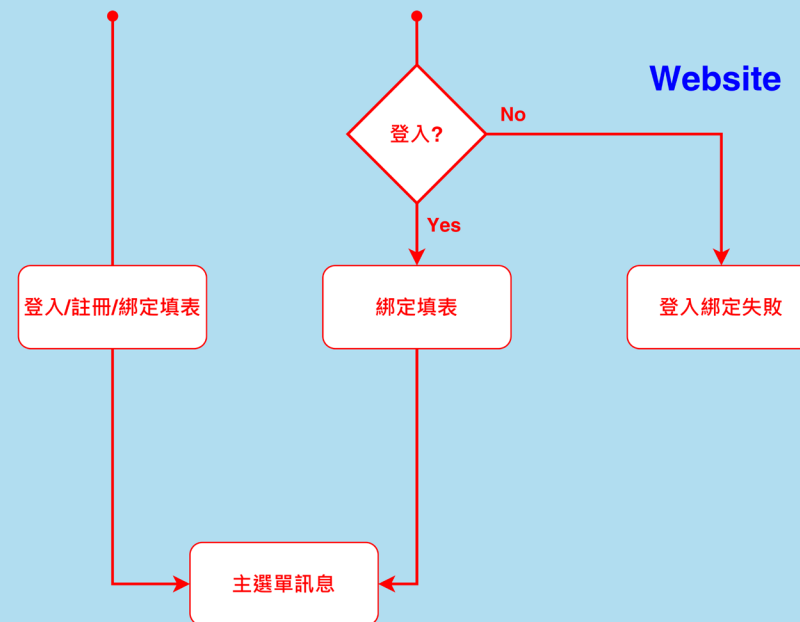 Website
登入?
No
Yes
登入/註冊/綁定填表
綁定填表
登入綁定失敗
主選單訊息